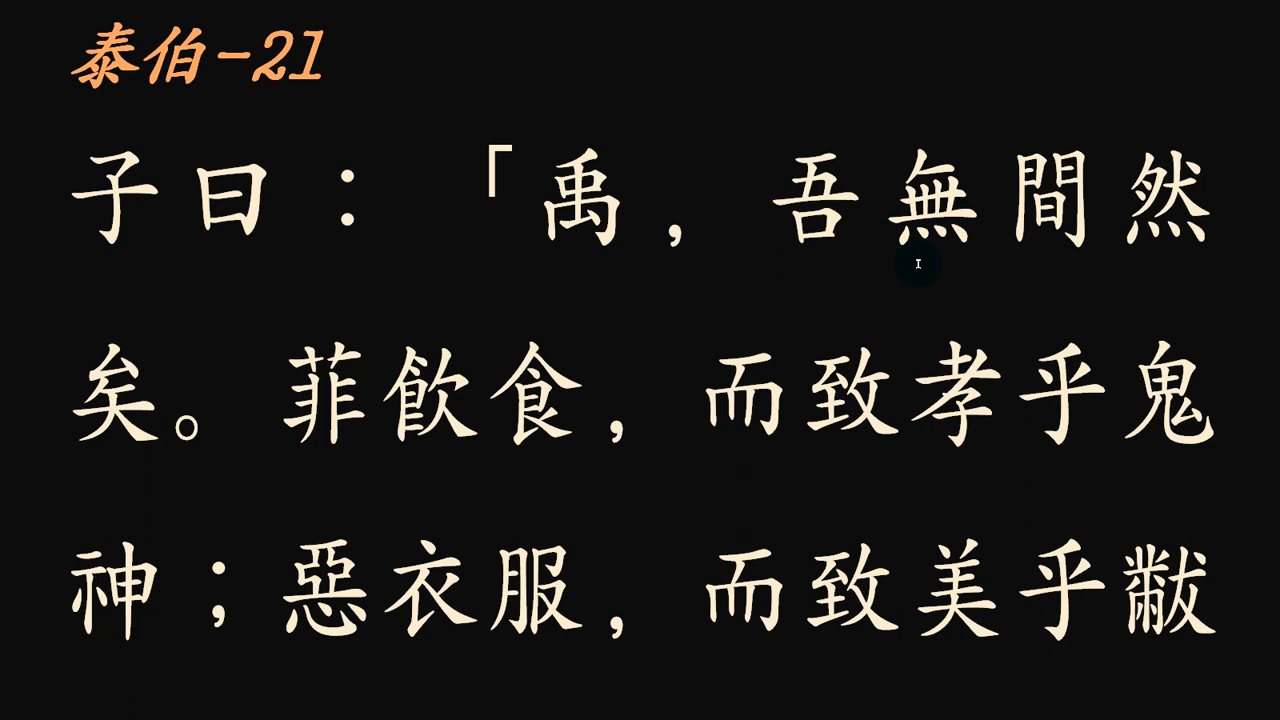 泰伯-21
子曰：「禹，吾無間然
矣。菲飲食，而致孝乎鬼
神；惡衣服，而致美乎黻